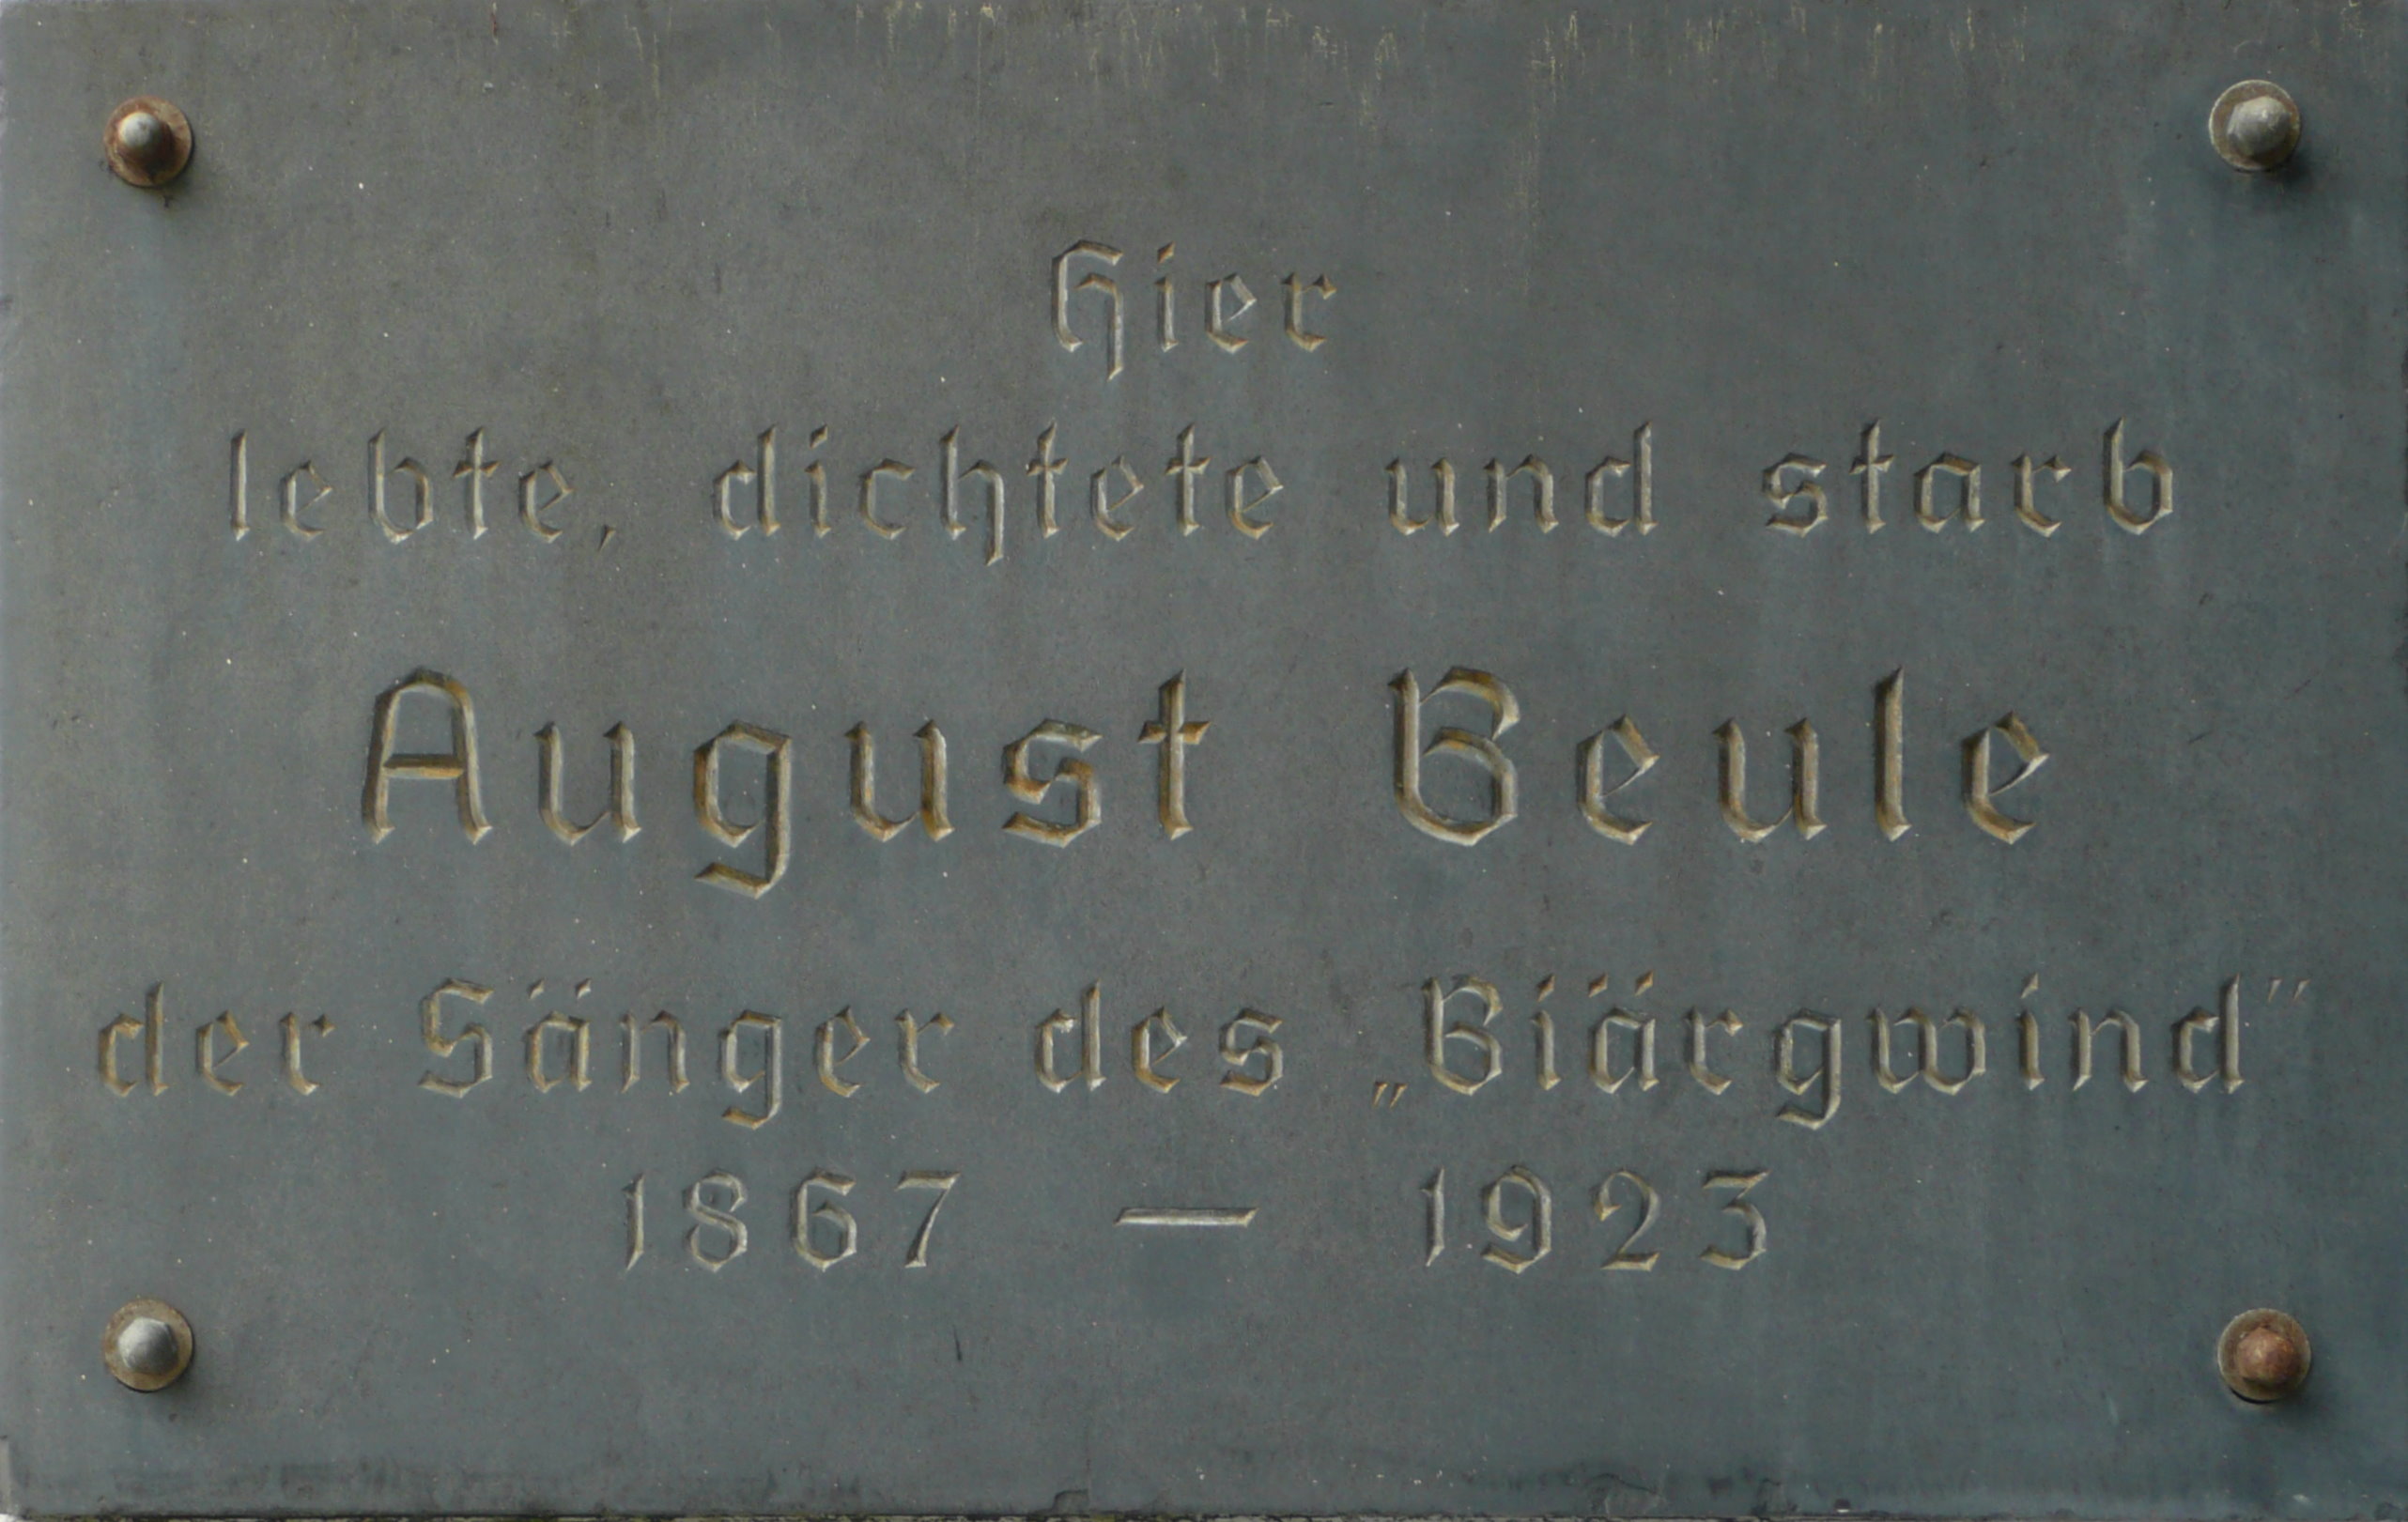 Hier
lebte, dichtete und starb
August Beule
der Sänger des „Biärgwind"
1867 — 1923